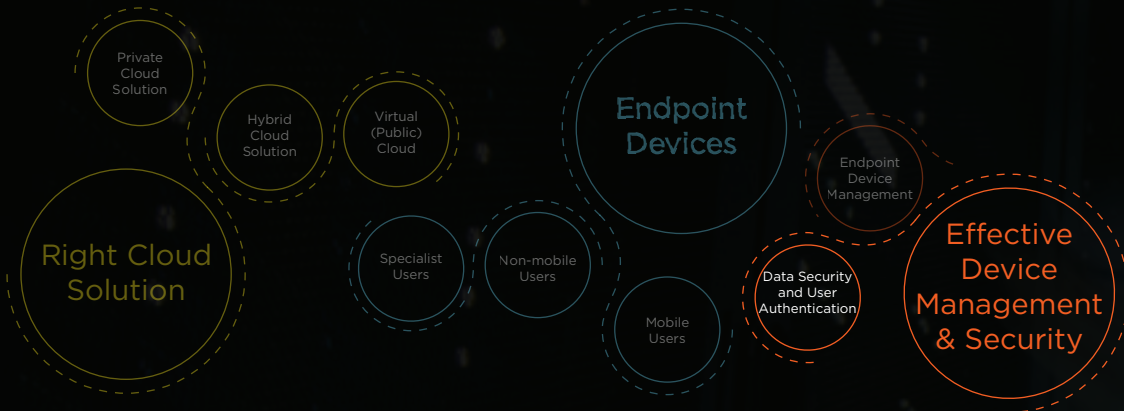 Private
Cloud
Solution
Hybrid
Cloud
Solution
Virtual
(Public)
Cloud
Right Cloud
Solution
Endpoint
Devices
Specialist
Users
Non-mobile
Users
Mobile
Users
Endpoint
Device
Management
Data Security
and User
Authentication
Effective
Device
Management
& Security